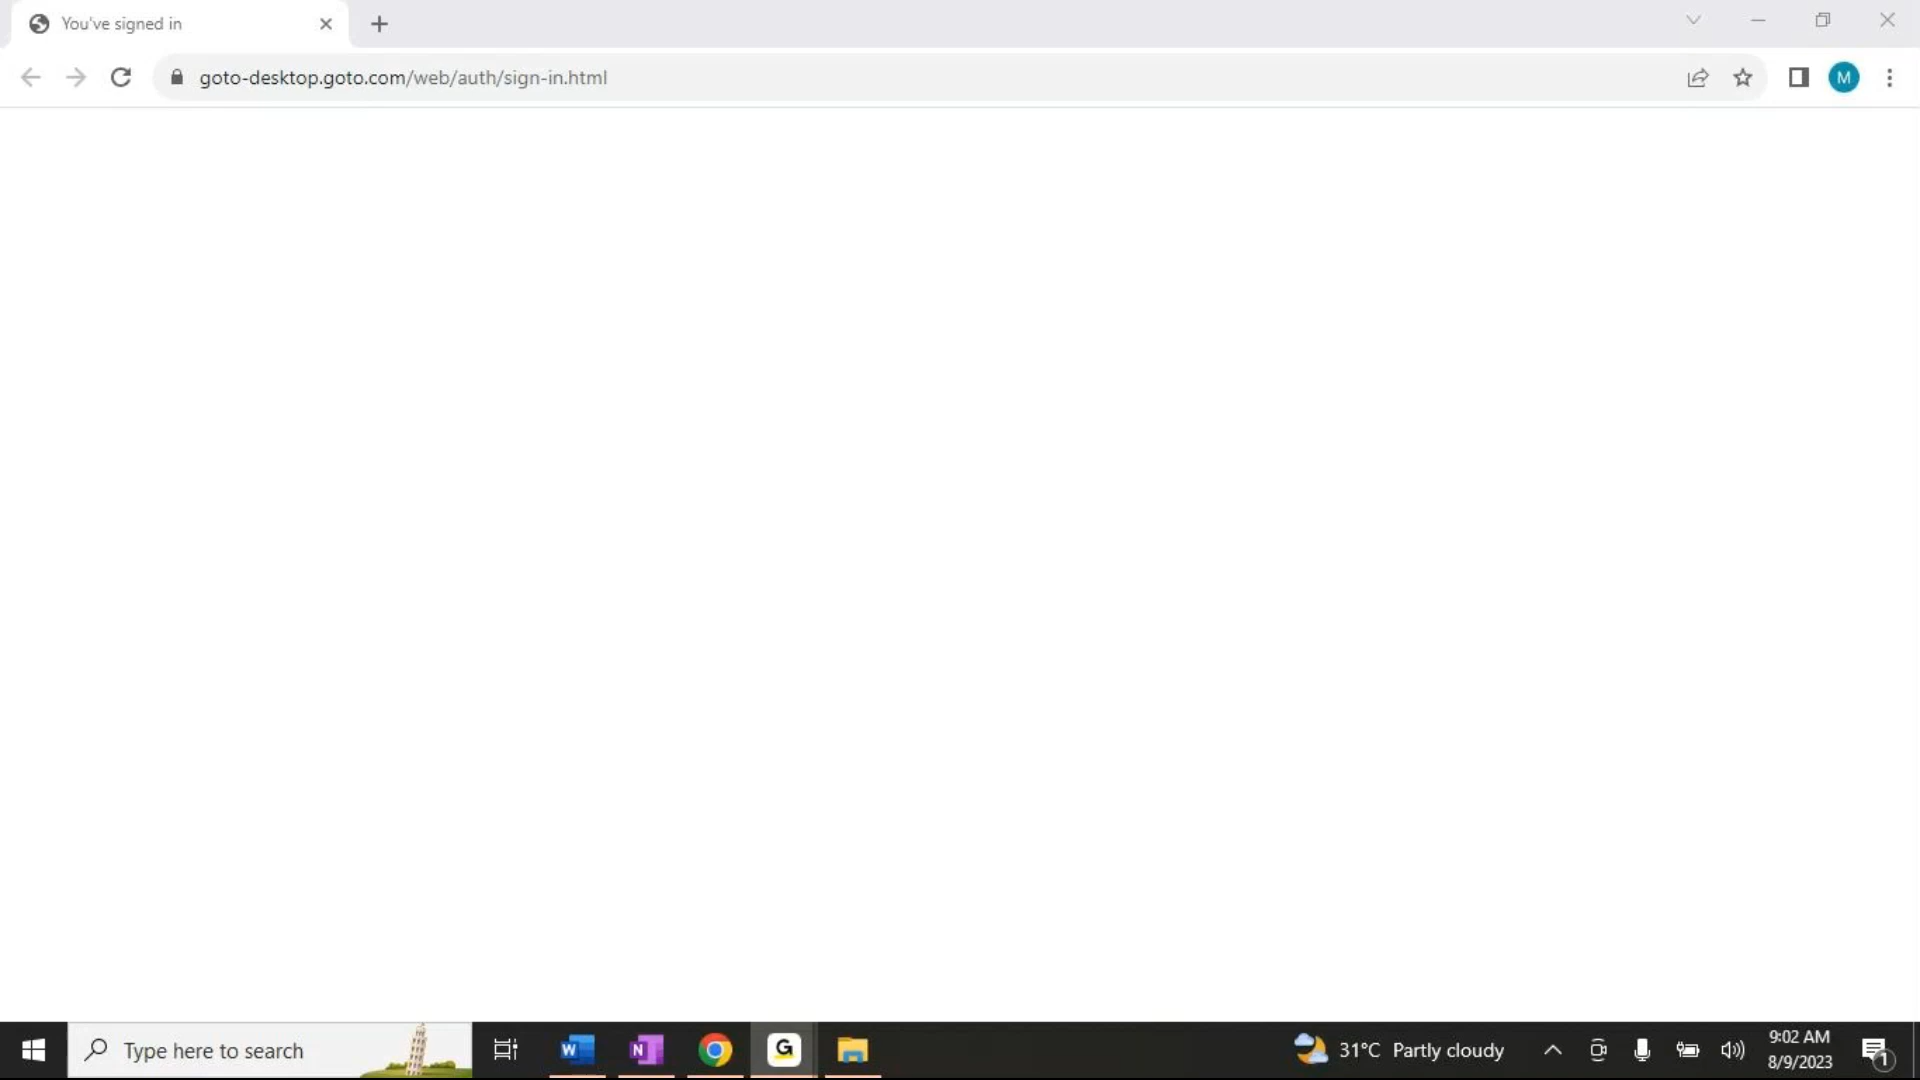 You've signed in
goto-desktop.goto.com/web/auth/sign-in.html
M
Type here to search
W
N
G
31°C Partly cloudy
9:02 AM
8/9/2023
1